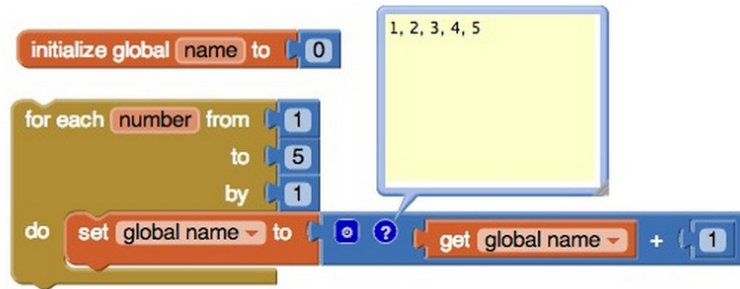 initialize global name to 0
1, 2, 3, 4, 5
for each number from 1
to 5
by 1
do set global name to ? get global name + 1